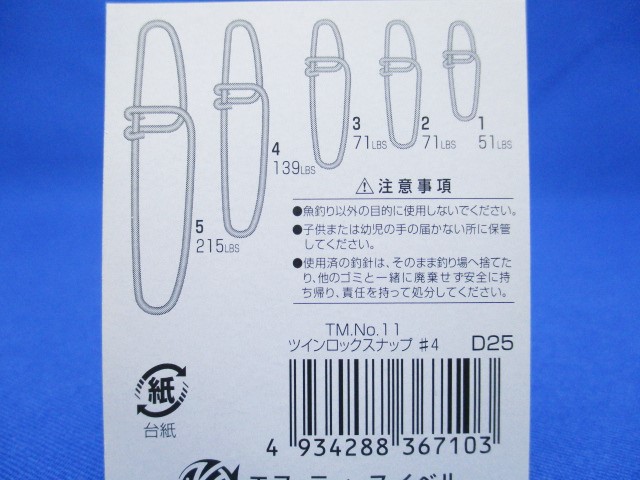 1
51LBS
2
71LBS
3
71LBS
4
139LBS
5
215LBS
注意事項
●魚釣り以外の目的に使用しないでください。
●子供または幼児の手の届かない所に保管
してください。
●使用済の釣針は、そのまま釣り場へ捨てた
り、他のゴミと一緒に廃棄せず安全に持
ち帰り、責任を持って処分してください。
TM.No.11
ツインロックスナップ #4 D25
紙
台紙
4 934288 367103